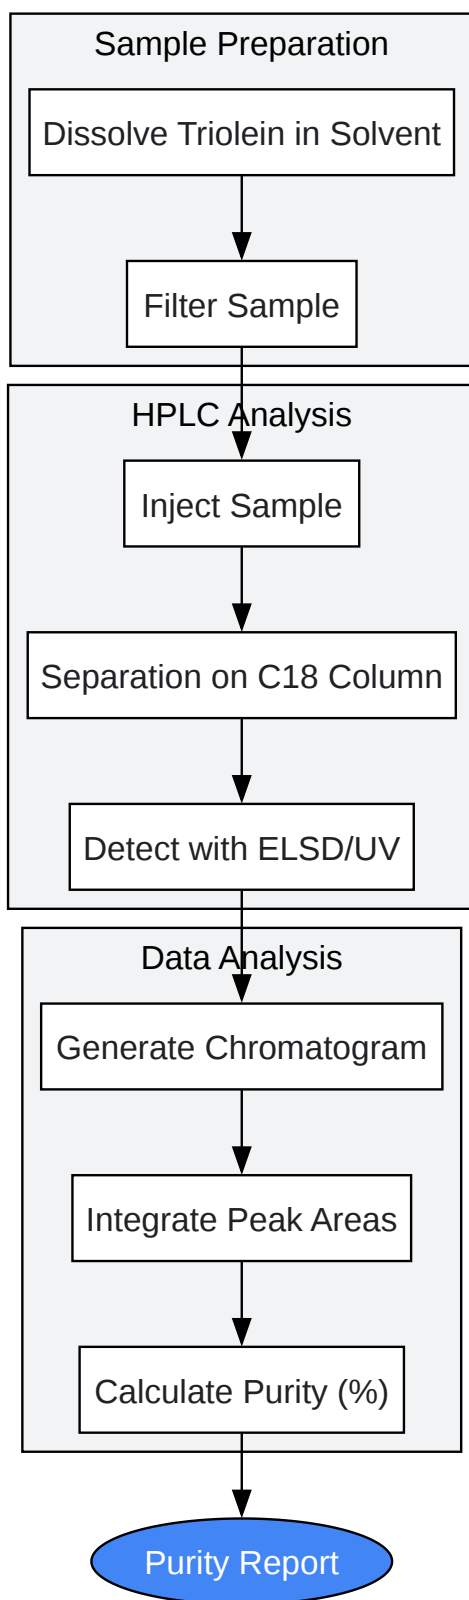 Sample Preparation
Dissolve Triolein in Solvent
Filter Sample
HPLC Analysis
Inject Sample
Separation on C18 Column
Detect with ELSD/UV
Data Analysis
Generate Chromatogram
Integrate Peak Areas
Calculate Purity (%)
Purity Report